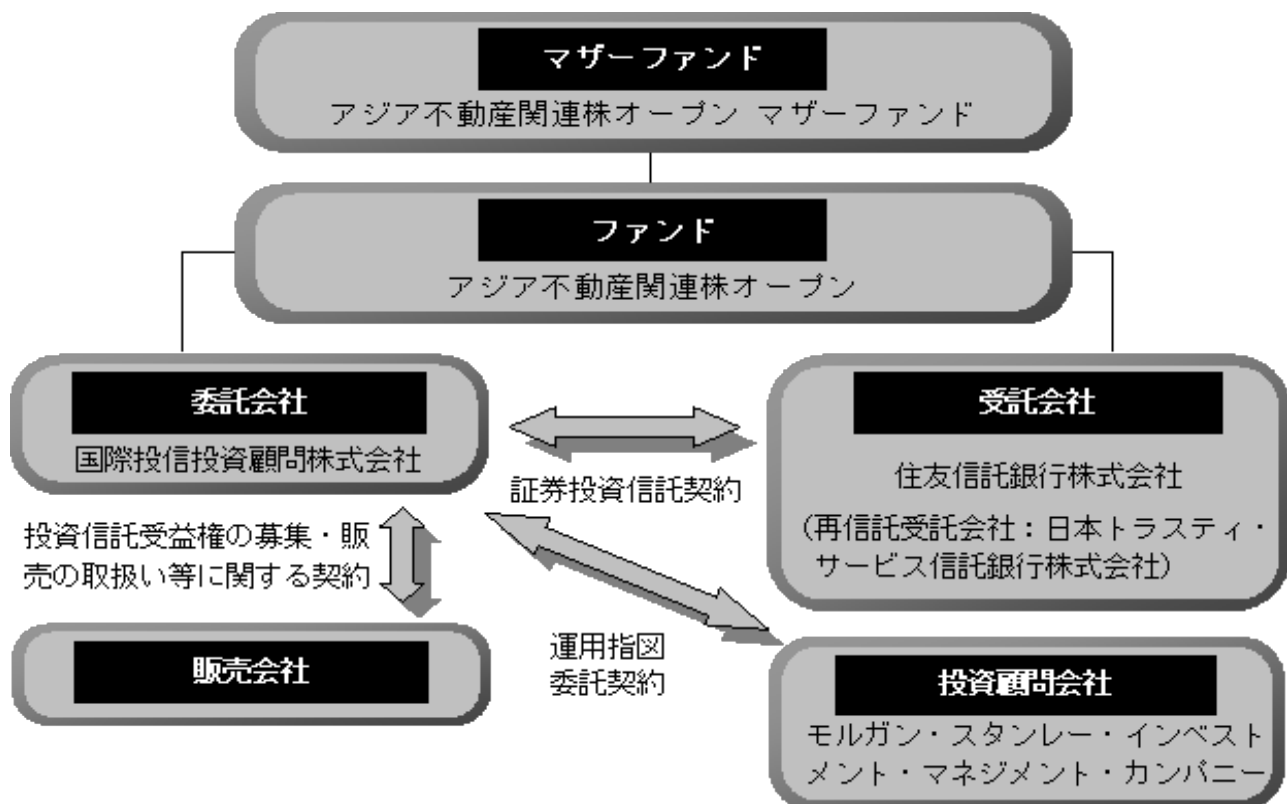 マザーファンド
アジア不動産関連株オープン マザーファンド
ファンド
アジア不動産関連株オープン
委託会社
国際投信投資顧問株式会社
受託会社
住友信託銀行株式会社
(再信託受託会社：日本トラスティ・
サービス信託銀行株式会社)
証券投資信託契約
投資信託受益権の募集・販
売の取扱い等に関する契約
販売会社
運用指図
委託契約
投資顧問会社
モルガン・スタンレー・インベスト
メント・マネジメント・カンパニー